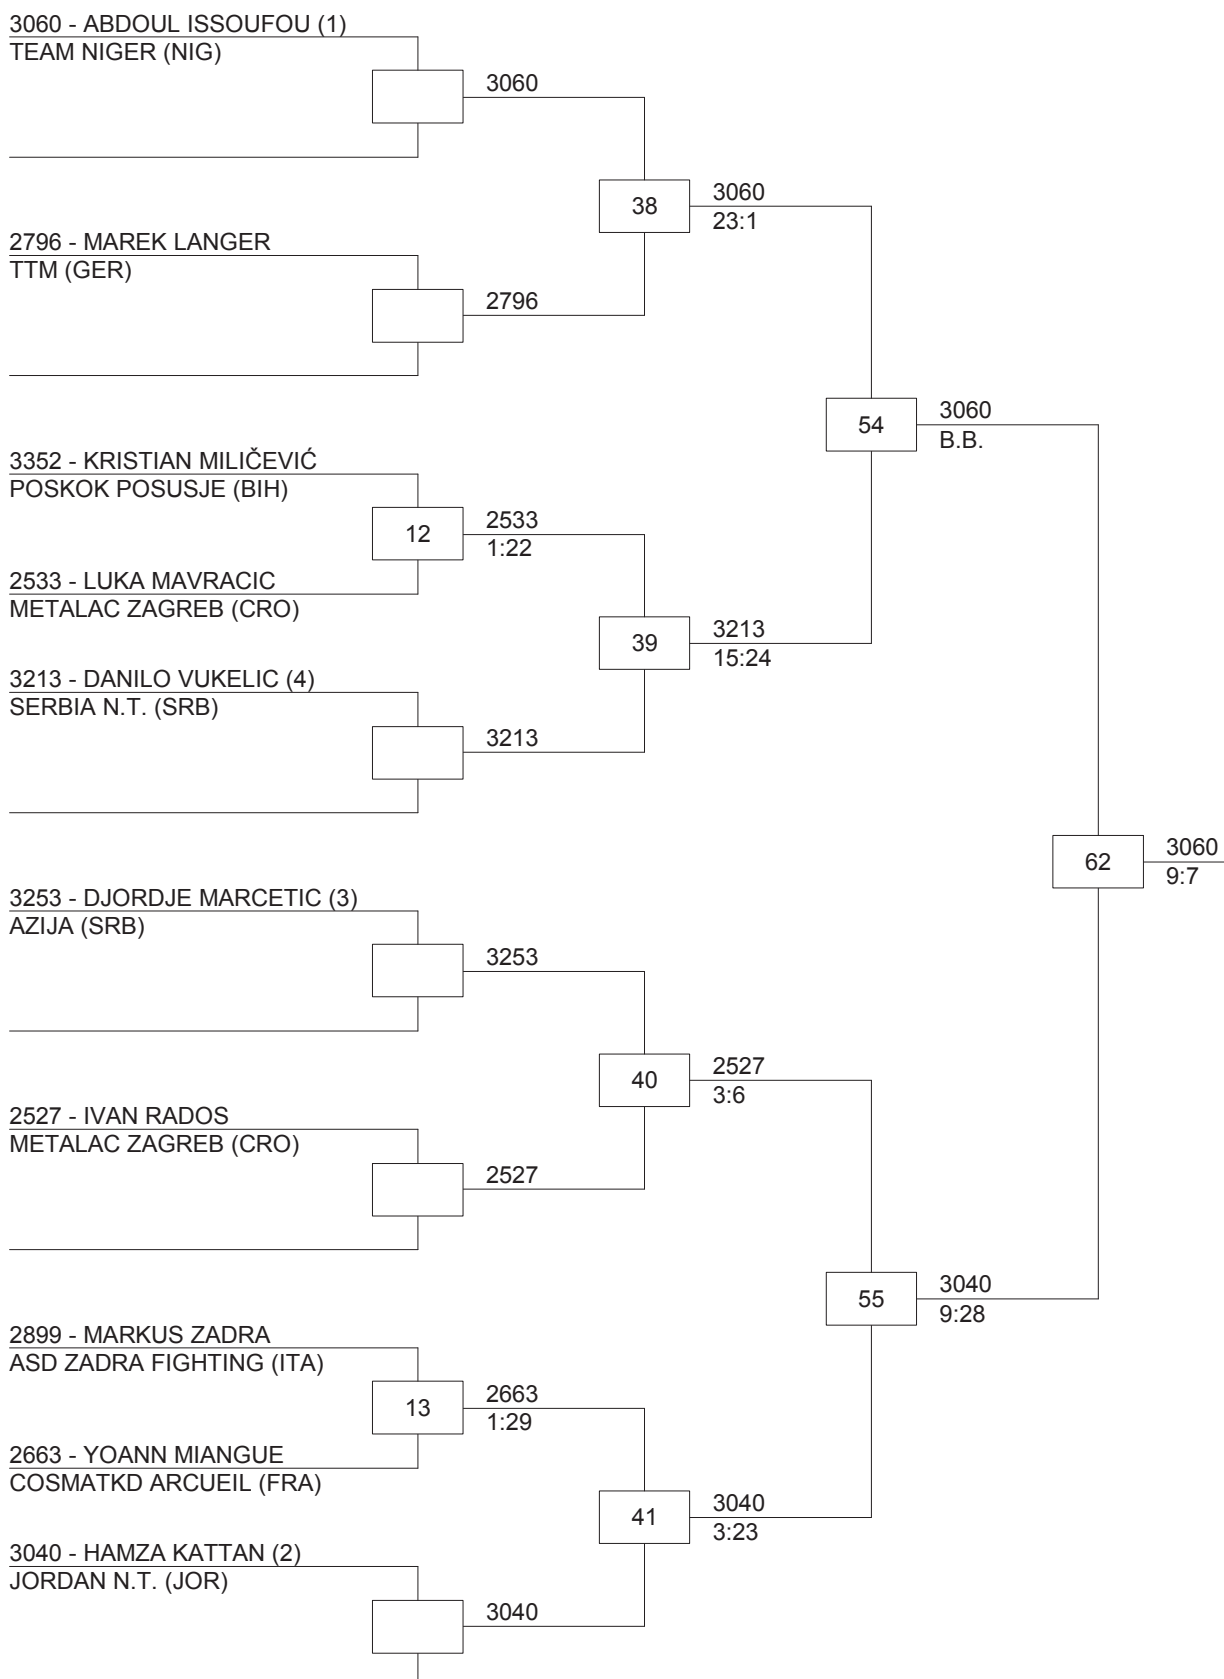 3060 - ABDOUL ISSOUFOU (1)
TEAM NIGER (NIG)
3060
38
3060
23:1
2796 - MAREK LANGER
TTM (GER)
2796
54
3060
B.B.
3352 - KRISTIAN MILIČEVIĆ
POSKOK POSUSJE (BIH)
12
2533
1:22
2533 - LUKA MAVRACIC
METALAC ZAGREB (CRO)
39
3213
15:24
3213 - DANILO VUKELIC (4)
SERBIA N.T. (SRB)
3213
62
3060
9:7
3253 - DJORDJE MARCETIC (3)
AZIJA (SRB)
3253
40
2527
3:6
2527 - IVAN RADOS
METALAC ZAGREB (CRO)
2527
55
3040
9:28
2899 - MARKUS ZADRA
ASD ZADRA FIGHTING (ITA)
13
2663
1:29
2663 - YOANN MIANGUE
COSMATKD ARCUEIL (FRA)
41
3040
3:23
3040 - HAMZA KATTAN (2)
JORDAN N.T. (JOR)
3040